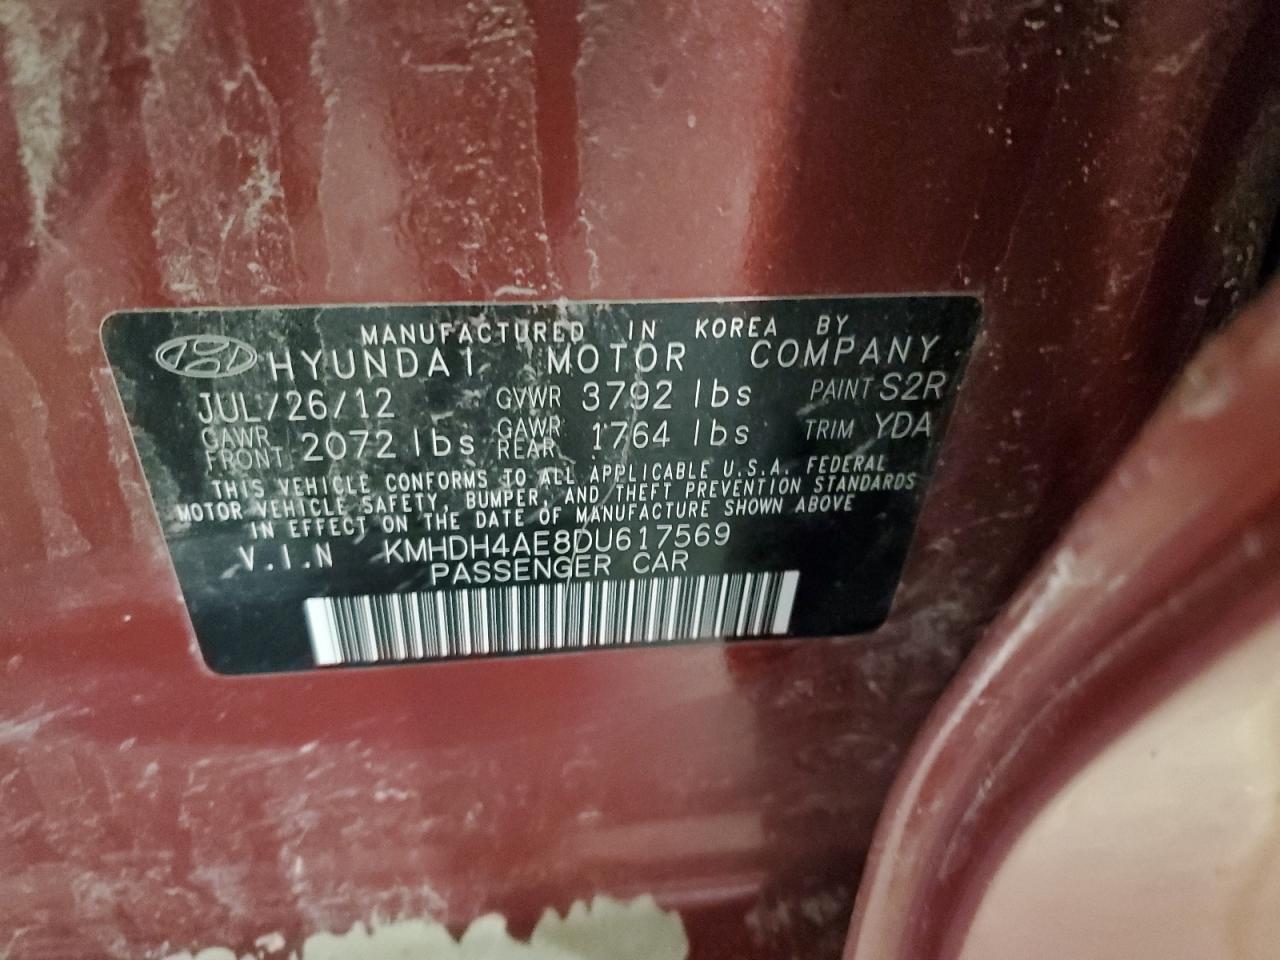 MANUFACTURED IN KOREA BY
HYUNDAI MOTOR COMPANY
JUL/26/12 GVWR 3792 lbs PAINT S2R
GAWR FRONT 2072 lbs GAWR REAR 1764 lbs TRIM YDA
THIS VEHICLE CONFORMS TO ALL APPLICABLE U.S.A. FEDERAL
MOTOR VEHICLE SAFETY, BUMPER, AND THEFT PREVENTION STANDARDS
IN EFFECT ON THE DATE OF MANUFACTURE SHOWN ABOVE
V.I.N KMHDH4AE8DU617569
PASSENGER CAR